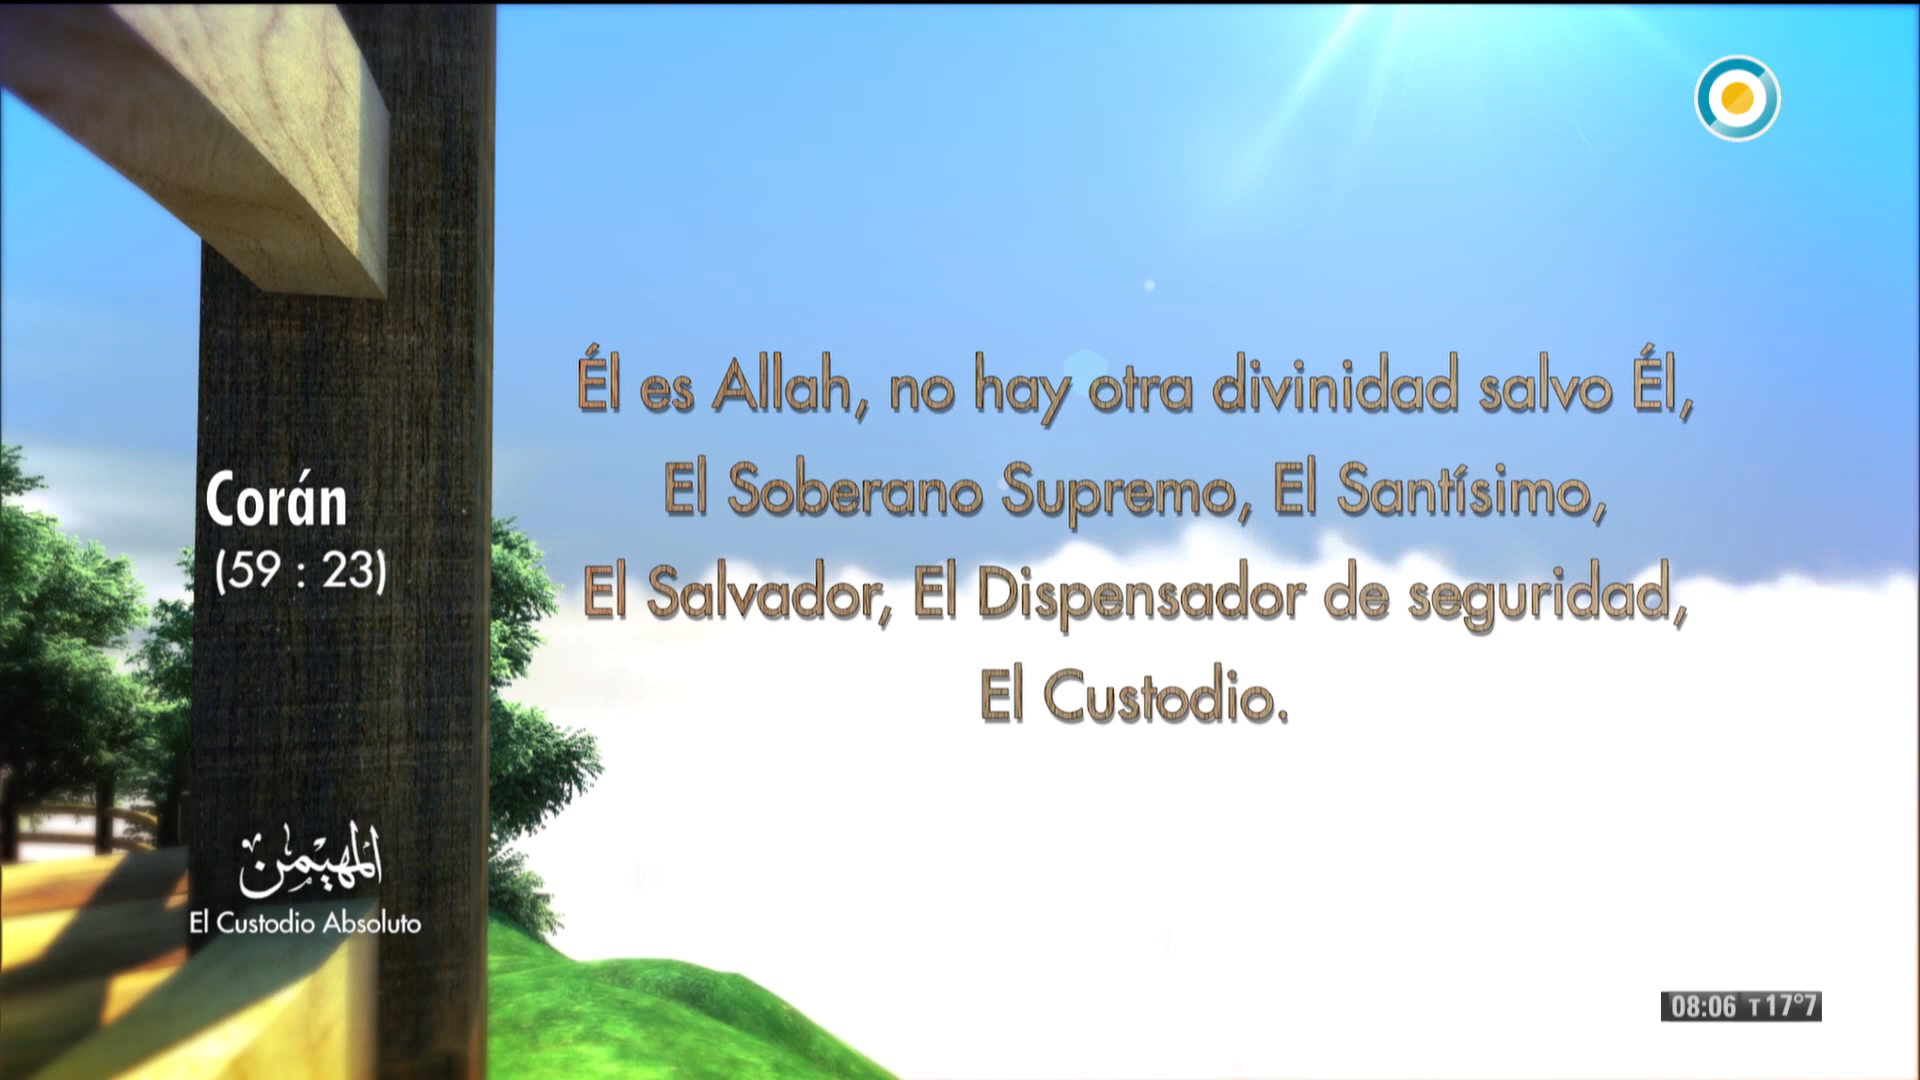 Corán
(59 : 23)
Él es Allah, no hay otra divinidad salvo Él,
El Soberano Supremo, El Santísimo,
El Salvador, El Dispensador de seguridad,
El Custodio.
المهيمن
El Custodio Absoluto
08:06 T 17°7